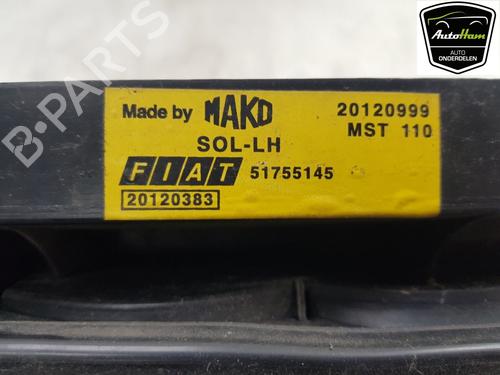 AutoHam
AUTO
ONDERDELEN
Made by MAKO 20120999
MST 110
SOL-LH
FIAT 51755145
20120383
B-PARTS